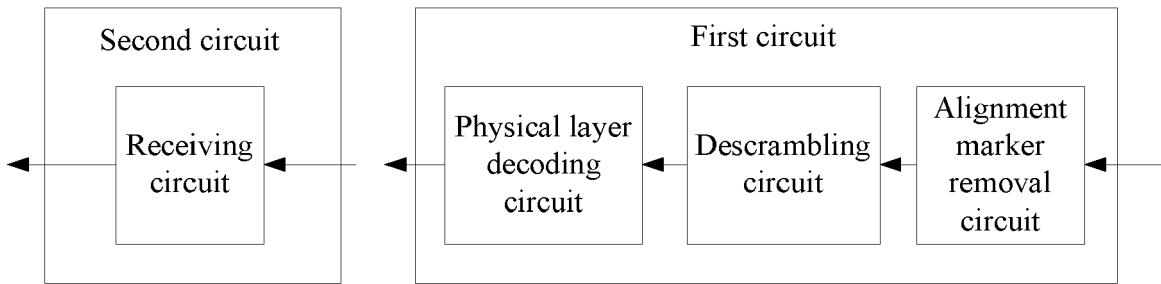 Second circuit
Receiving
circuit
First circuit
Physical layer
decoding
circuit
Descrambling
circuit
Alignment
marker
removal
circuit